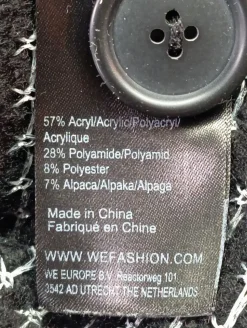 57% Acryl/Acrylic/Polyacryl/
Acrylique
28% Polyamide/Polyamid
8% Polyester
7% Alpaca/Alpaka/Alpaga
Made in China
Fabriqué en Chine
WWW.WEFASHION.COM
WE EUROPE B.V. Reactorweg 101
3542 AD UTRECHT THE NETHERLANDS